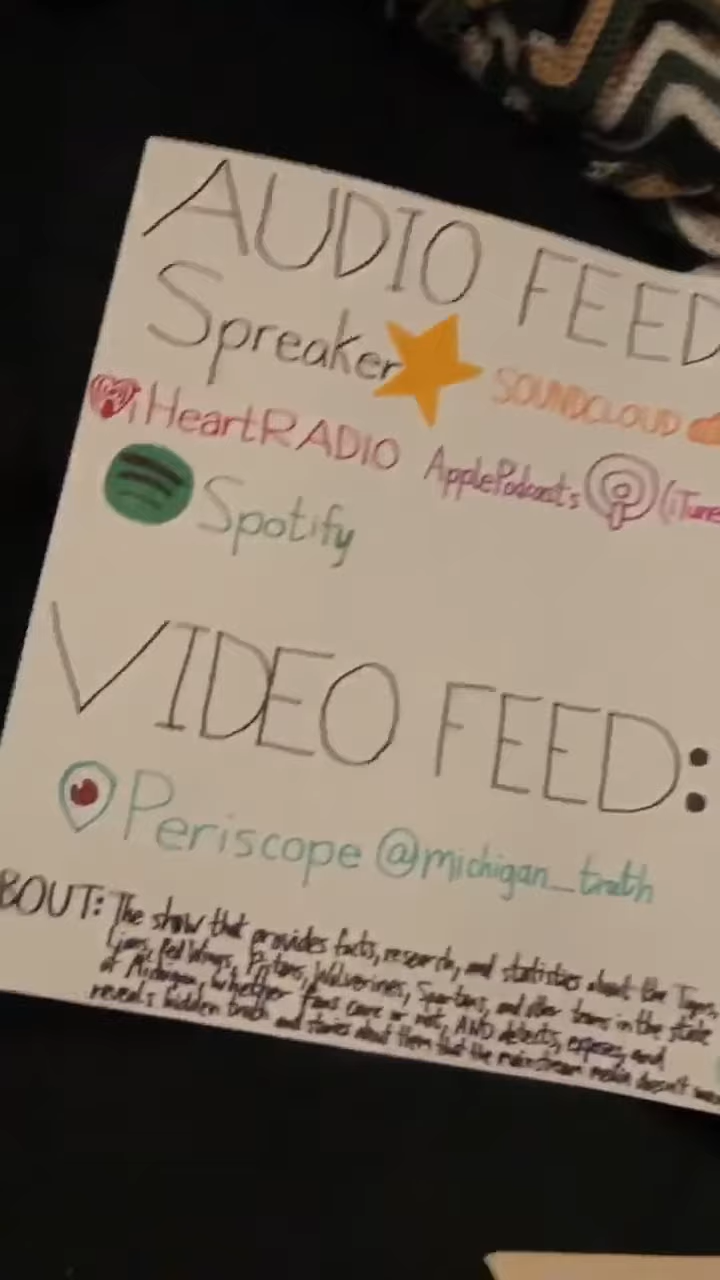 AUDIO FEED
Spreaker SOUNDCLOUD
iHeartRADIO Apple Podcasts (iTune
Spotify
VIDEO FEED:
Periscope @michigan_truth
BOUT: The show that provides facts, research, and statistics about the Tigers,
Lions, Red Wings, Pistons, Wolverines, Spartans, and other teams in the state
of Michigan, whether fans care or not, AND detects, exposes, and
reveals hidden truth and stories about them that the mainstream media doesn't